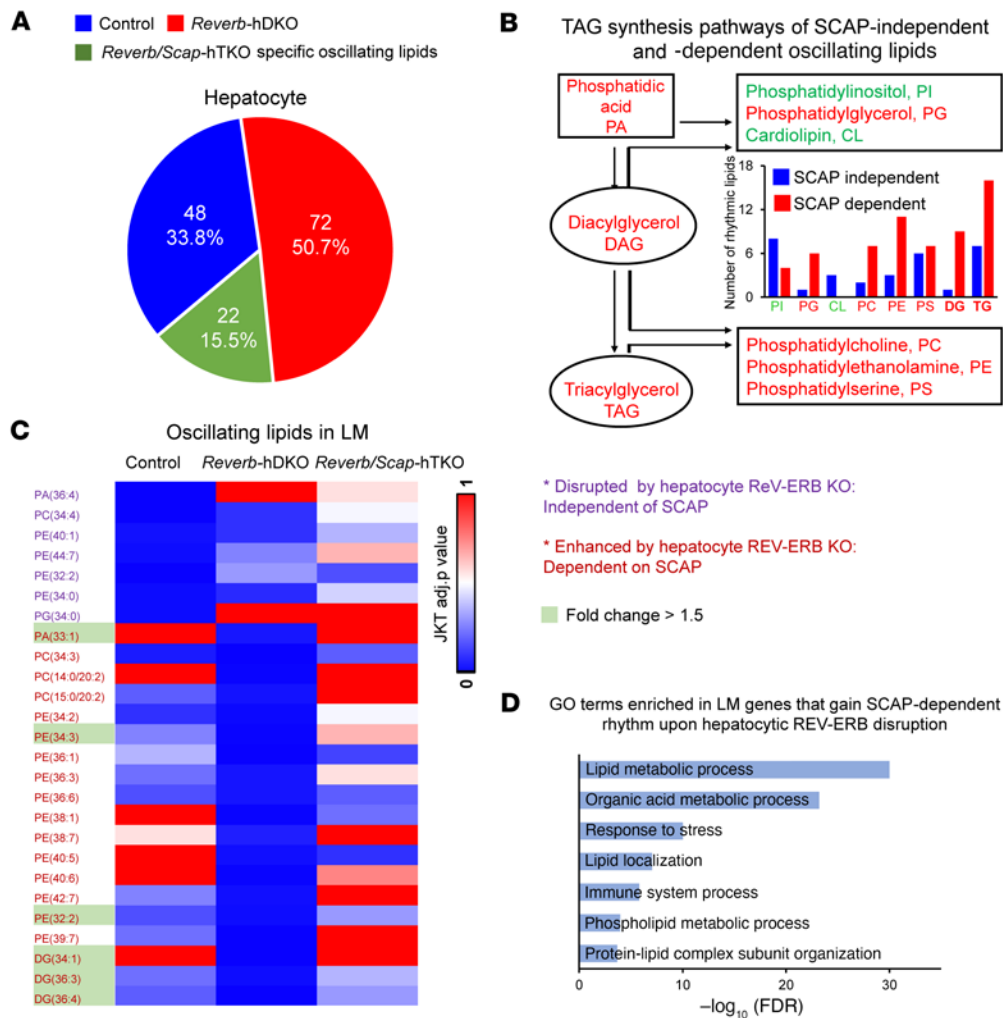 A
Control
Reverb-hDKO
Reverb/Scap-hTKO specific oscillating lipids
Hepatocyte
48
33.8%
72
50.7%
22
15.5%
B
TAG synthesis pathways of SCAP-independent
and -dependent oscillating lipids
Phosphatidic
acid
PA
Phosphatidylinositol, PI
Phosphatidylglycerol, PG
Cardiolipin, CL
Diacylglycerol
DAG
Number of rhythmic lipids
18
12
6
0
SCAP independent
SCAP dependent
PI PG CL PC PE PS DG TG
Triacylglycerol
TAG
Phosphatidylcholine, PC
Phosphatidylethanolamine, PE
Phosphatidylserine, PS
C
Oscillating lipids in LM
Control Reverb-hDKO Reverb/Scap-hTKO
PA(36:4)
PC(34:4)
PE(40:1)
PE(44:7)
PE(32:2)
PE(34:0)
PG(34:0)
PA(33:1)
PC(34:3)
PC(14:0/20:2)
PC(15:0/20:2)
PE(34:2)
PE(34:3)
PE(36:1)
PE(36:3)
PE(36:6)
PE(38:1)
PE(38:7)
PE(40:5)
PE(40:6)
PE(42:7)
PE(32:2)
PE(39:7)
DG(34:1)
DG(36:3)
DG(36:4)
JKT adj.p value
1
0
* Disrupted by hepatocyte ReV-ERB KO:
Independent of SCAP
* Enhanced by hepatocyte REV-ERB KO:
Dependent on SCAP
Fold change > 1.5
D
GO terms enriched in LM genes that gain SCAP-dependent
rhythm upon hepatocytic REV-ERB disruption
Lipid metabolic process
Organic acid metabolic process
Response to stress
Lipid localization
Immune system process
Phospholipid metabolic process
Protein-lipid complex subunit organization
0 10 20 30
–log10 (FDR)